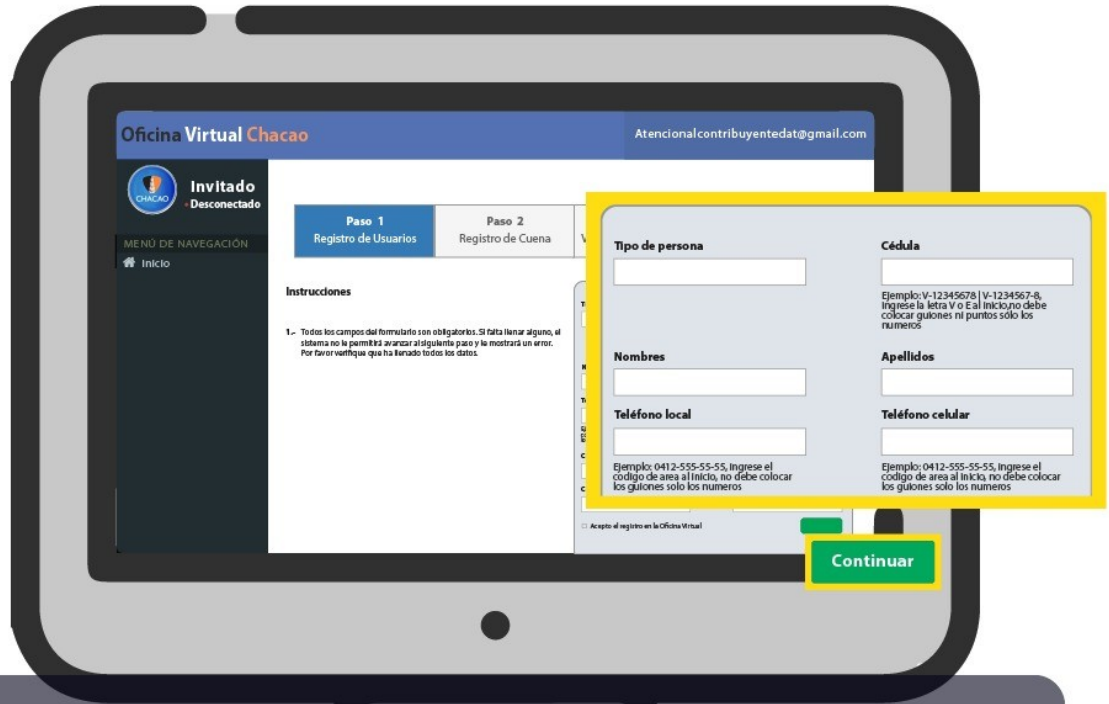 Oficina Virtual Chacao
Atencionalcontribuyentedat@gmail.com
CHACAO
Invitado
Desconectado
MENÚ DE NAVEGACIÓN
Inicio
Paso 1
Registro de Usuarios
Paso 2
Registro de Cuena
Instrucciones
1.- Todos los campos del formulario son obligatorios. Si falta llenar alguno, el
sistema no le permitirá avanzar al siguiente paso y le mostrará un error.
Por favor verifique que ha llenado todos los datos.
Tipo de persona
Cédula
Ejemplo: V-12345678 | V-1234567-8,
Ingrese la letra V o E al inicio,no debe
colocar guiones ni puntos sólo los
numeros
Nombres
Apellidos
Teléfono local
Teléfono celular
Ejemplo: 0412-555-55-55, Ingrese el
codigo de area al inicio, no debe colocar
los guiones solo los numeros
Ejemplo: 0412-555-55-55, Ingrese el
codigo de area al inicio, no debe colocar
los guiones solo los numeros
Acepto el registro en la Oficina Virtual
Continuar